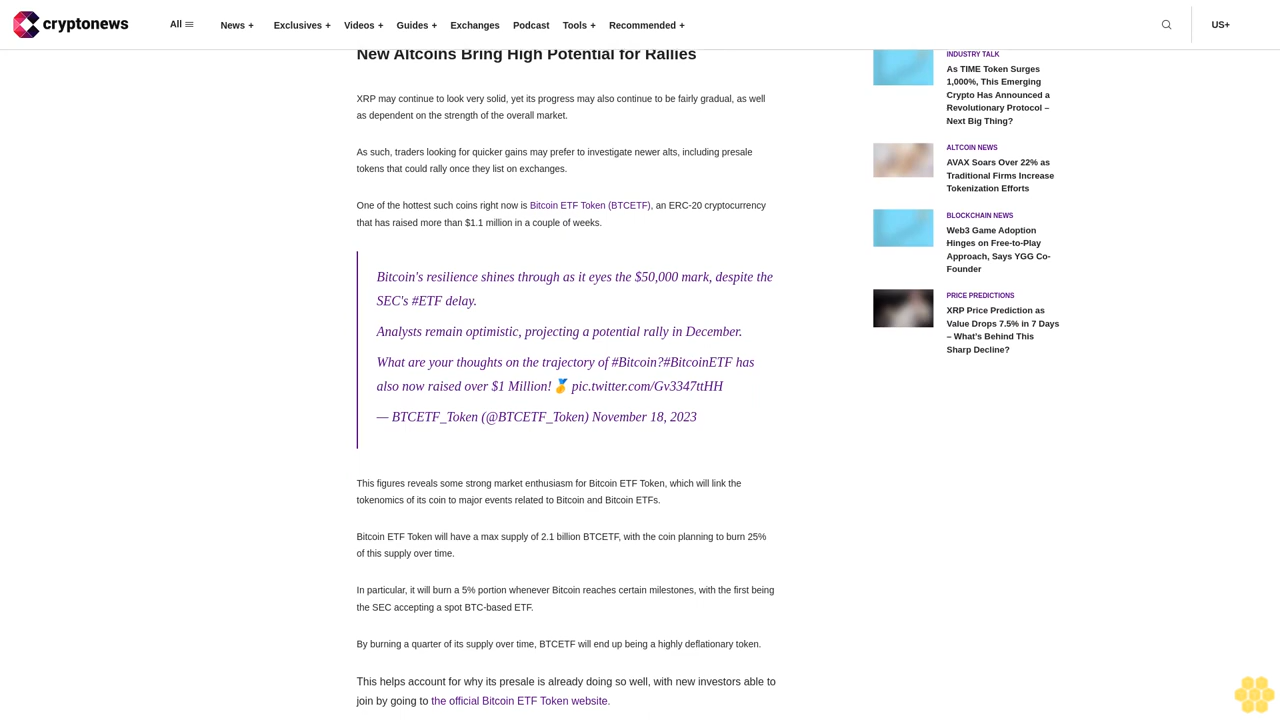 cryptonews
All
News +
Exclusives +
Videos +
Guides +
Exchanges
Podcast
Tools +
Recommended +
US+
New Altcoins Bring High Potential for Rallies
XRP may continue to look very solid, yet its progress may also continue to be fairly gradual, as well
as dependent on the strength of the overall market.
As such, traders looking for quicker gains may prefer to investigate newer alts, including presale
tokens that could rally once they list on exchanges.
One of the hottest such coins right now is Bitcoin ETF Token (BTCETF), an ERC-20 cryptocurrency
that has raised more than $1.1 million in a couple of weeks.
Bitcoin's resilience shines through as it eyes the $50,000 mark, despite the
SEC's #ETF delay.
Analysts remain optimistic, projecting a potential rally in December.
What are your thoughts on the trajectory of #Bitcoin?#BitcoinETF has
also now raised over $1 Million!🥇 pic.twitter.com/Gv3347ttHH
— BTCETF_Token (@BTCETF_Token) November 18, 2023
This figures reveals some strong market enthusiasm for Bitcoin ETF Token, which will link the
tokenomics of its coin to major events related to Bitcoin and Bitcoin ETFs.
Bitcoin ETF Token will have a max supply of 2.1 billion BTCETF, with the coin planning to burn 25%
of this supply over time.
In particular, it will burn a 5% portion whenever Bitcoin reaches certain milestones, with the first being
the SEC accepting a spot BTC-based ETF.
By burning a quarter of its supply over time, BTCETF will end up being a highly deflationary token.
This helps account for why its presale is already doing so well, with new investors able to
join by going to the official Bitcoin ETF Token website.
INDUSTRY TALK
As TIME Token Surges
1,000%, This Emerging
Crypto Has Announced a
Revolutionary Protocol –
Next Big Thing?
ALTCOIN NEWS
AVAX Soars Over 22% as
Traditional Firms Increase
Tokenization Efforts
BLOCKCHAIN NEWS
Web3 Game Adoption
Hinges on Free-to-Play
Approach, Says YGG Co-
Founder
PRICE PREDICTIONS
XRP Price Prediction as
Value Drops 7.5% in 7 Days
– What's Behind This
Sharp Decline?